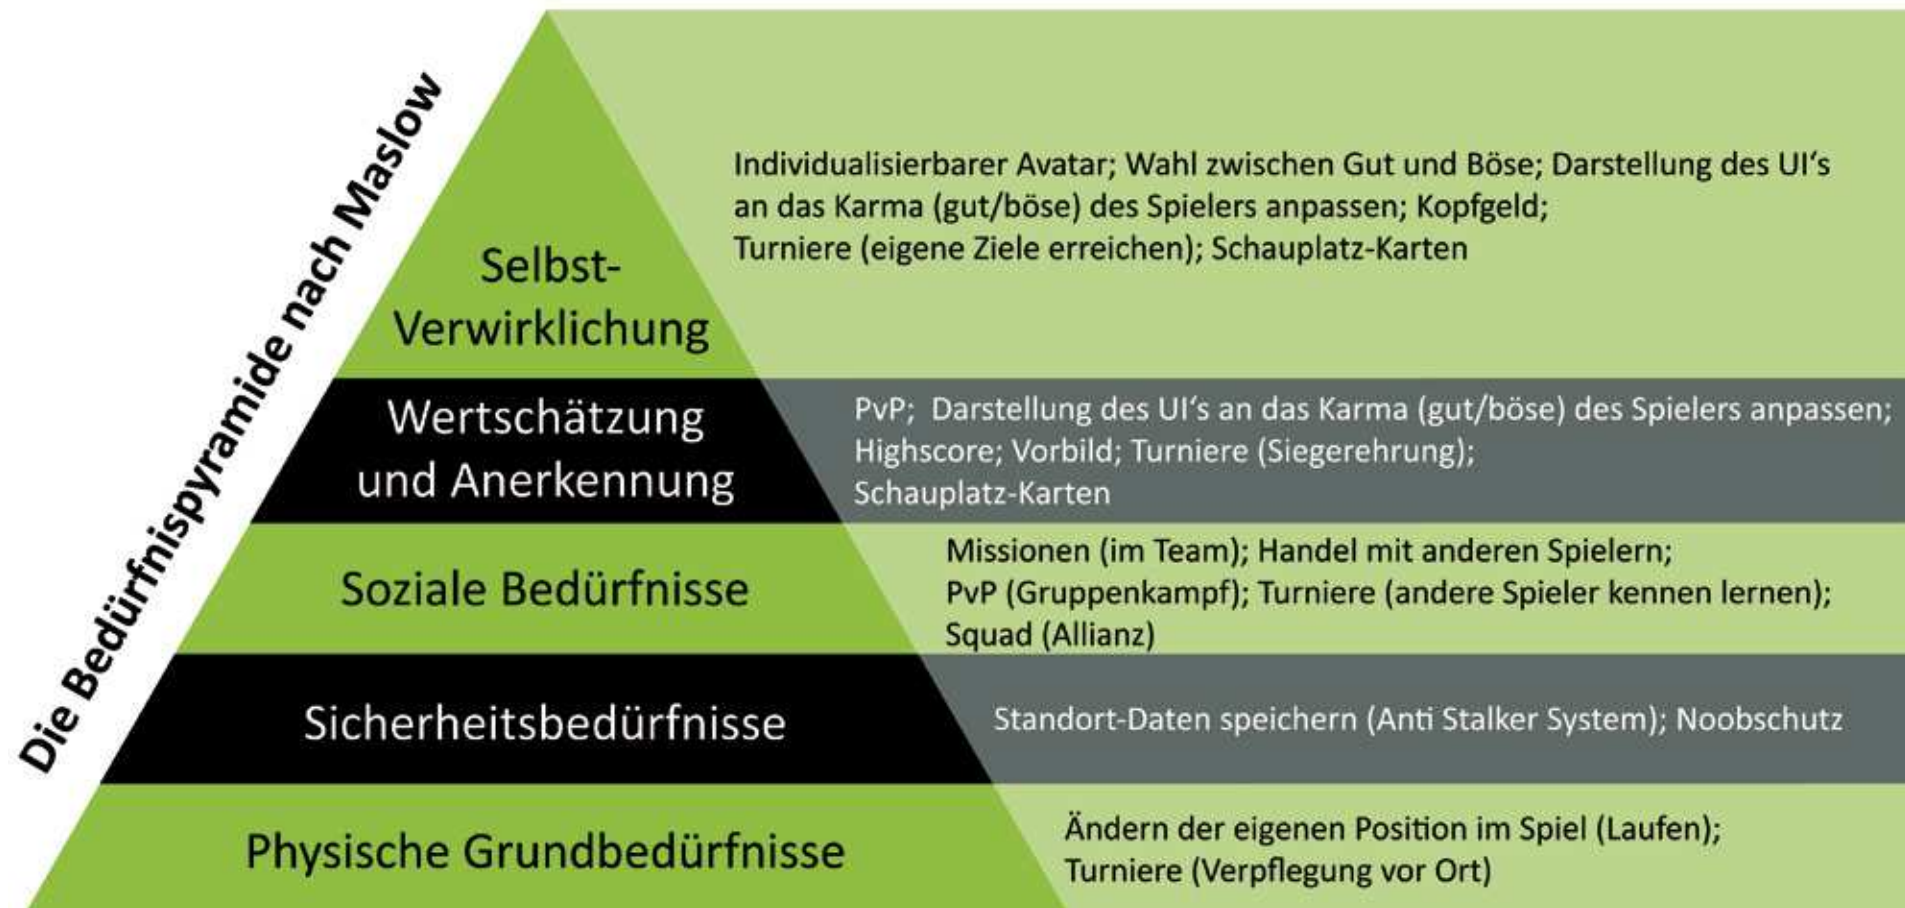 Die Bedürfnispyramide nach Maslow
Selbst-
Verwirklichung
Individualisierbarer Avatar; Wahl zwischen Gut und Böse; Darstellung des UI‘s
an das Karma (gut/böse) des Spielers anpassen; Kopfgeld;
Turniere (eigene Ziele erreichen); Schauplatz-Karten
Wertschätzung
und Anerkennung
PvP; Darstellung des UI‘s an das Karma (gut/böse) des Spielers anpassen;
Highscore; Vorbild; Turniere (Siegerehrung);
Schauplatz-Karten
Soziale Bedürfnisse
Missionen (im Team); Handel mit anderen Spielern;
PvP (Gruppenkampf); Turniere (andere Spieler kennen lernen);
Squad (Allianz)
Sicherheitsbedürfnisse
Standort-Daten speichern (Anti Stalker System); Noobschutz
Physische Grundbedürfnisse
Ändern der eigenen Position im Spiel (Laufen);
Turniere (Verpflegung vor Ort)